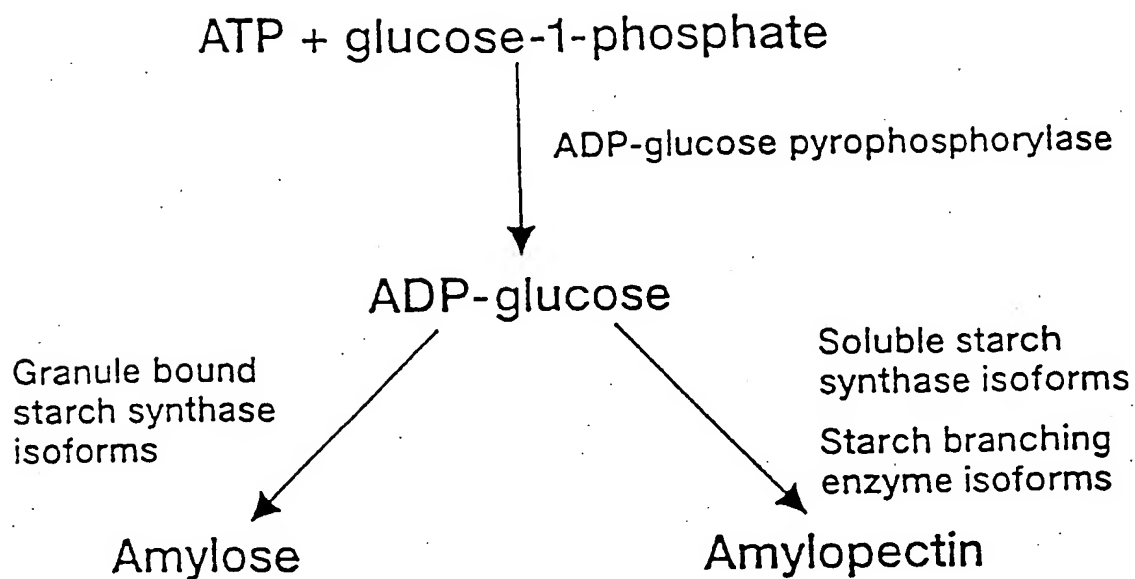 ATP + glucose-1-phosphate
ADP-glucose pyrophosphorylase
ADP-glucose
Granule bound
starch synthase
isoforms
Soluble starch
synthase isoforms
Starch branching
enzyme isoforms
Amylose
Amylopectin